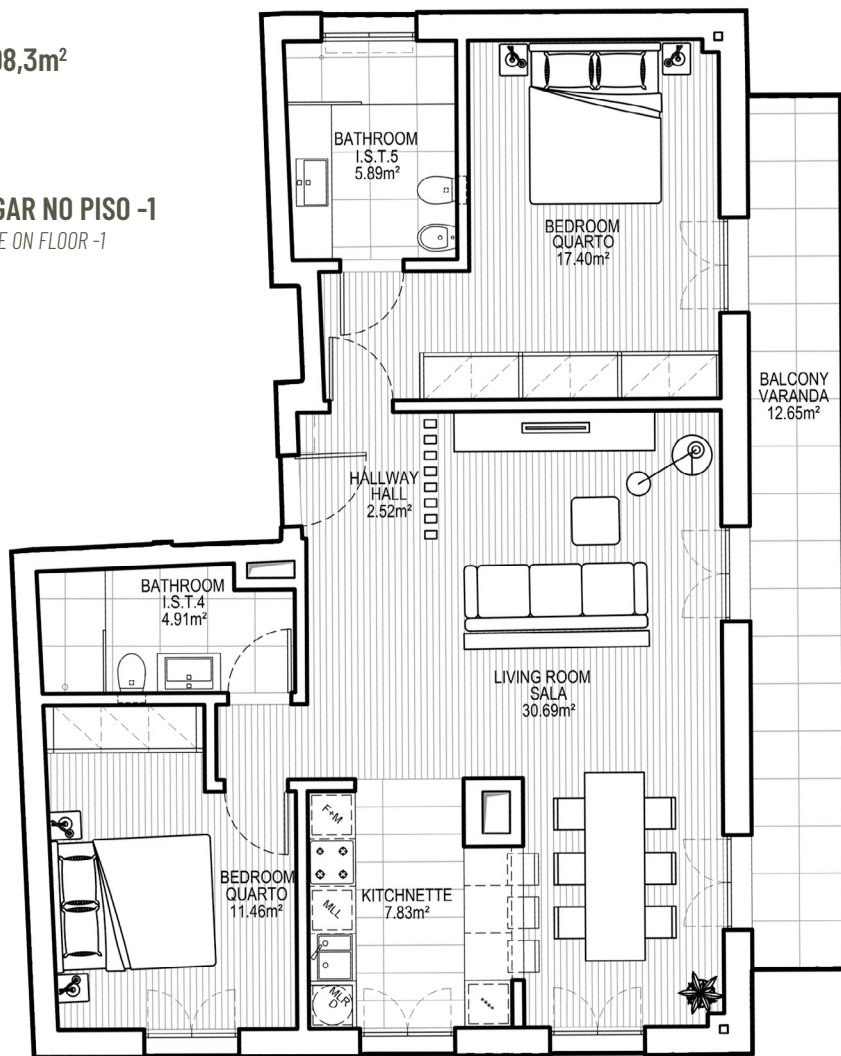 8,3m²
GAR NO PISO -1
E ON FLOOR -1
BATHROOM
I.S.T.5
5.89m²
BEDROOM
QUARTO
17.40m²
BALCONY
VARANDA
12.65m²
HALLWAY
HALL
2.52m²
BATHROOM
I.S.T.4
4.91m²
LIVING ROOM
SALA
30.69m²
F+M
BEDROOM
QUARTO
11.46m²
KITCHNETTE
7.83m²
MLL
MLR
D